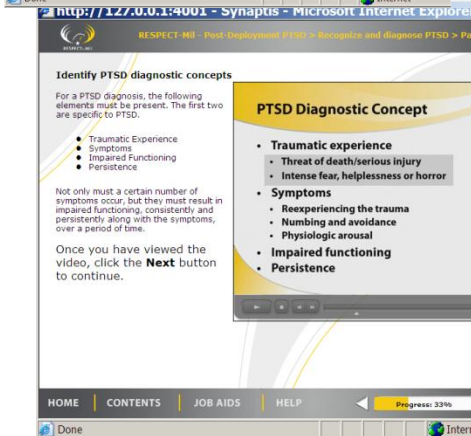 Done
Internet
http://127.0.0.1:4001 - Synaptis - Microsoft Internet Explorer
RESPECT-Mil - Post-Deployment PTSD > Recognize and diagnose PTSD > Pa
RESPECT-MIL
Identify PTSD diagnostic concepts
For a PTSD diagnosis, the following
elements must be present. The first two
are specific to PTSD.
● Traumatic Experience
● Symptoms
● Impaired Functioning
● Persistence
Not only must a certain number of
symptoms occur, but they must result in
impaired functioning, consistently and
persistently along with the symptoms,
over a period of time.
Once you have viewed the
video, click the Next button
to continue.
PTSD Diagnostic Concept
• Traumatic experience
• Threat of death/serious injury
• Intense fear, helplessness or horror
• Symptoms
• Reexperiencing the trauma
• Numbing and avoidance
• Physiologic arousal
• Impaired functioning
• Persistence
HOME
CONTENTS
JOB AIDS
HELP
Progress: 33%
Done
Intern